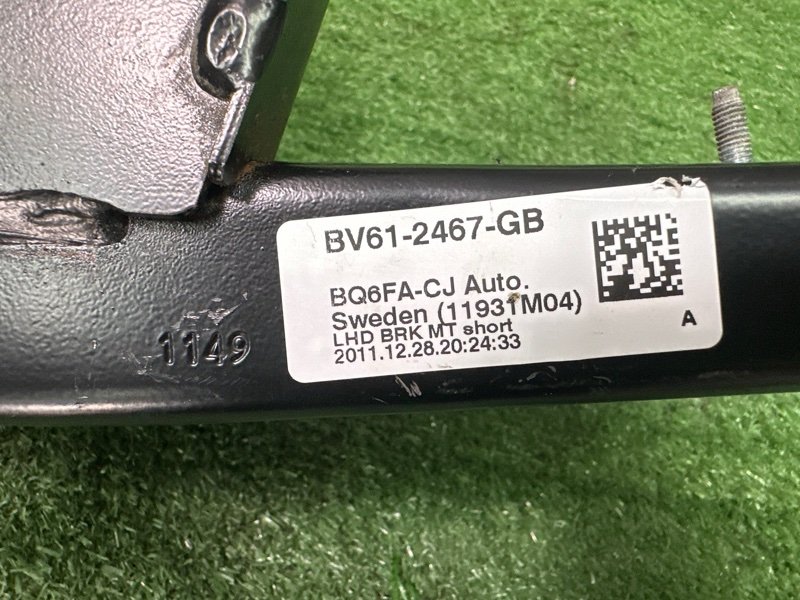 BV61-2467-GB
BQ6FA-CJ Auto.
Sweden (11931M04)
LHD BRK MT short
2011.12.28.20:24:33
A
1149